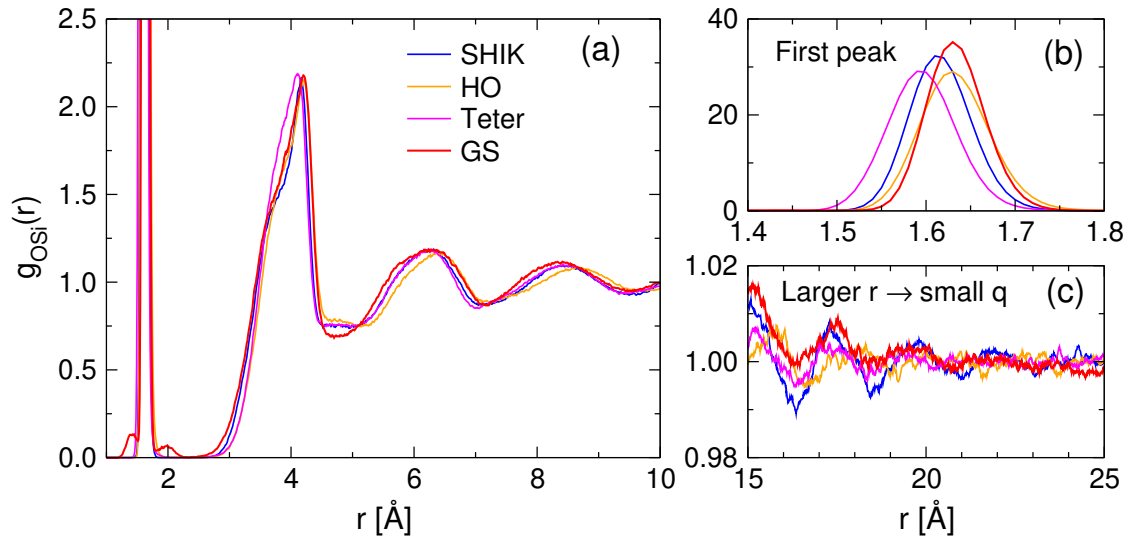 (a)
SHIK
HO
Teter
GS
g_OSi(r)
2.5
2.0
1.5
1.0
0.5
0.0
2 4 6 8 10
r [Å]
First peak
(b)
40
20
0
1.4 1.5 1.6 1.7 1.8
Larger r → small q
(c)
1.02
1.00
0.98
15 20 25
r [Å]